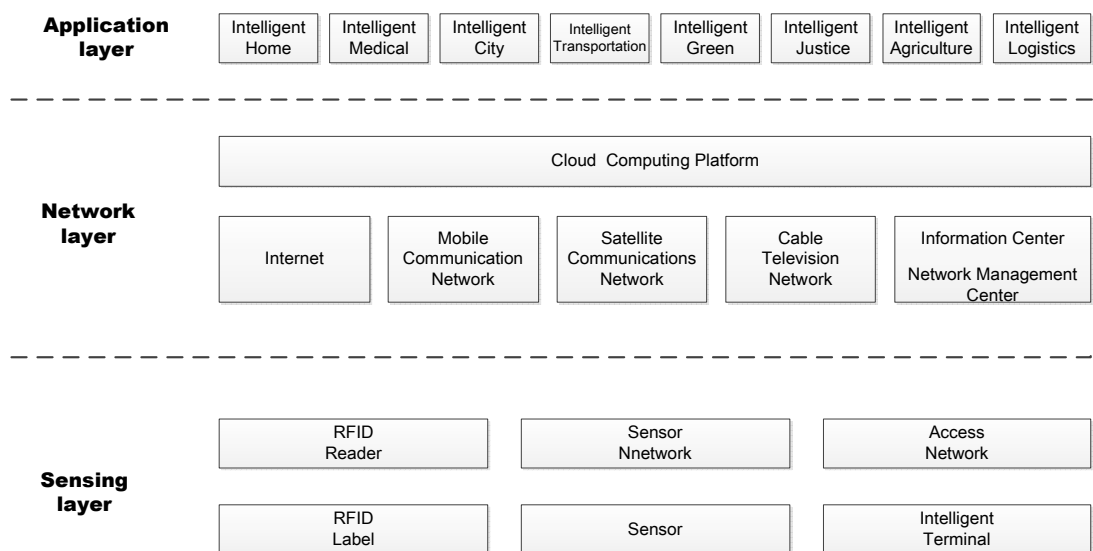 Application
layer
Intelligent
Home
Intelligent
Medical
Intelligent
City
Intelligent
Transportation
Intelligent
Green
Intelligent
Justice
Intelligent
Agriculture
Intelligent
Logistics
Network
layer
Cloud Computing Platform
Internet
Mobile
Communication
Network
Satellite
Communications
Network
Cable
Television
Network
Information Center
Network Management
Center
Sensing
layer
RFID
Reader
Sensor
Nnetwork
Access
Network
RFID
Label
Sensor
Intelligent
Terminal